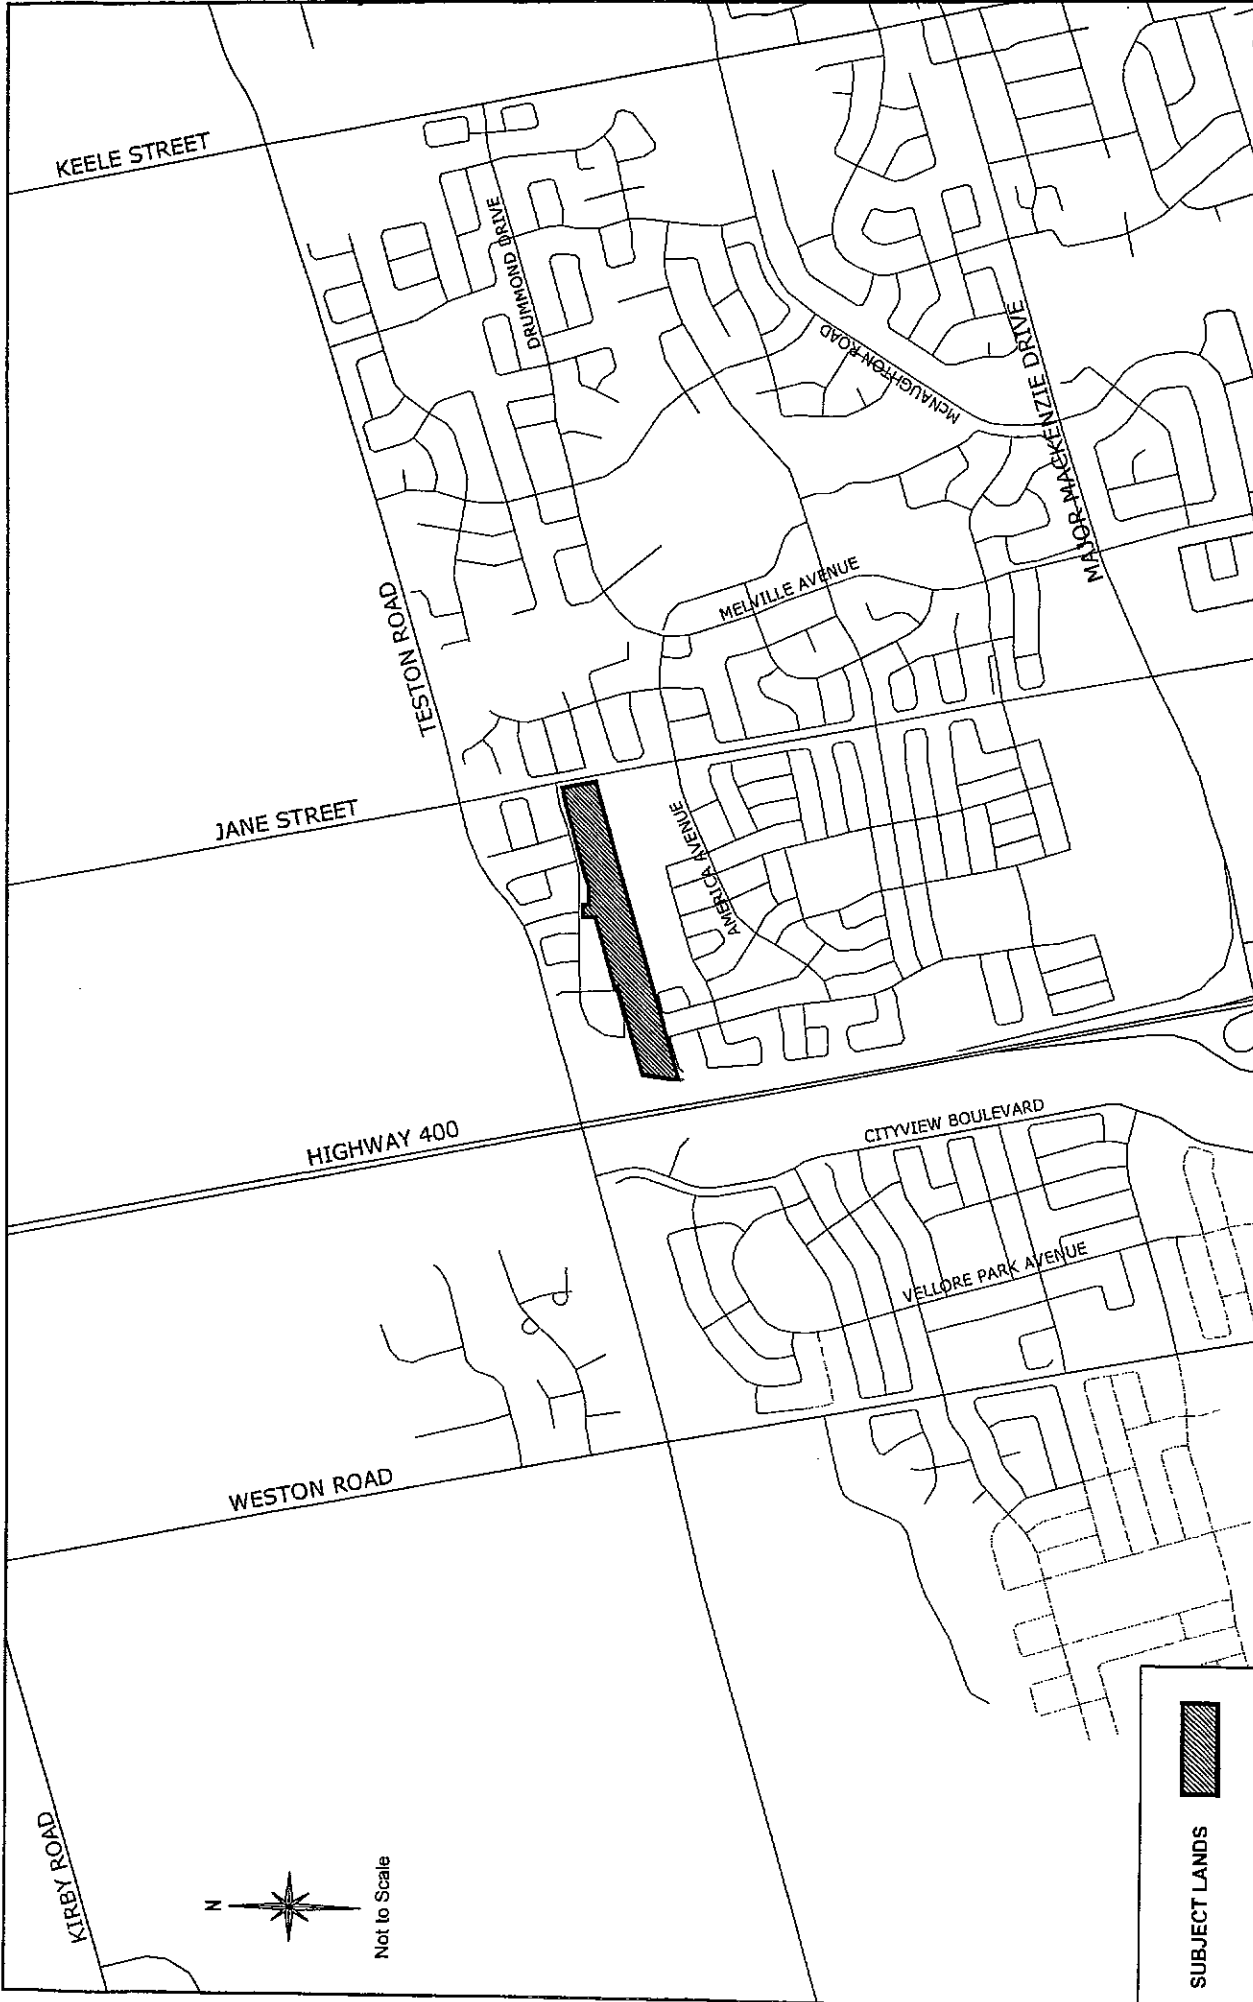 KEELE STREET
DRUMMOND DRIVE
McNAUGHTON ROAD
MAJOR MACKENZIE DRIVE
TESTON ROAD
MELVILLE AVENUE
JANE STREET
AMERICA AVENUE
HIGHWAY 400
CITYVIEW BOULEVARD
VELLORE PARK AVENUE
WESTON ROAD
KIRBY ROAD
N
Not to Scale
SUBJECT LANDS